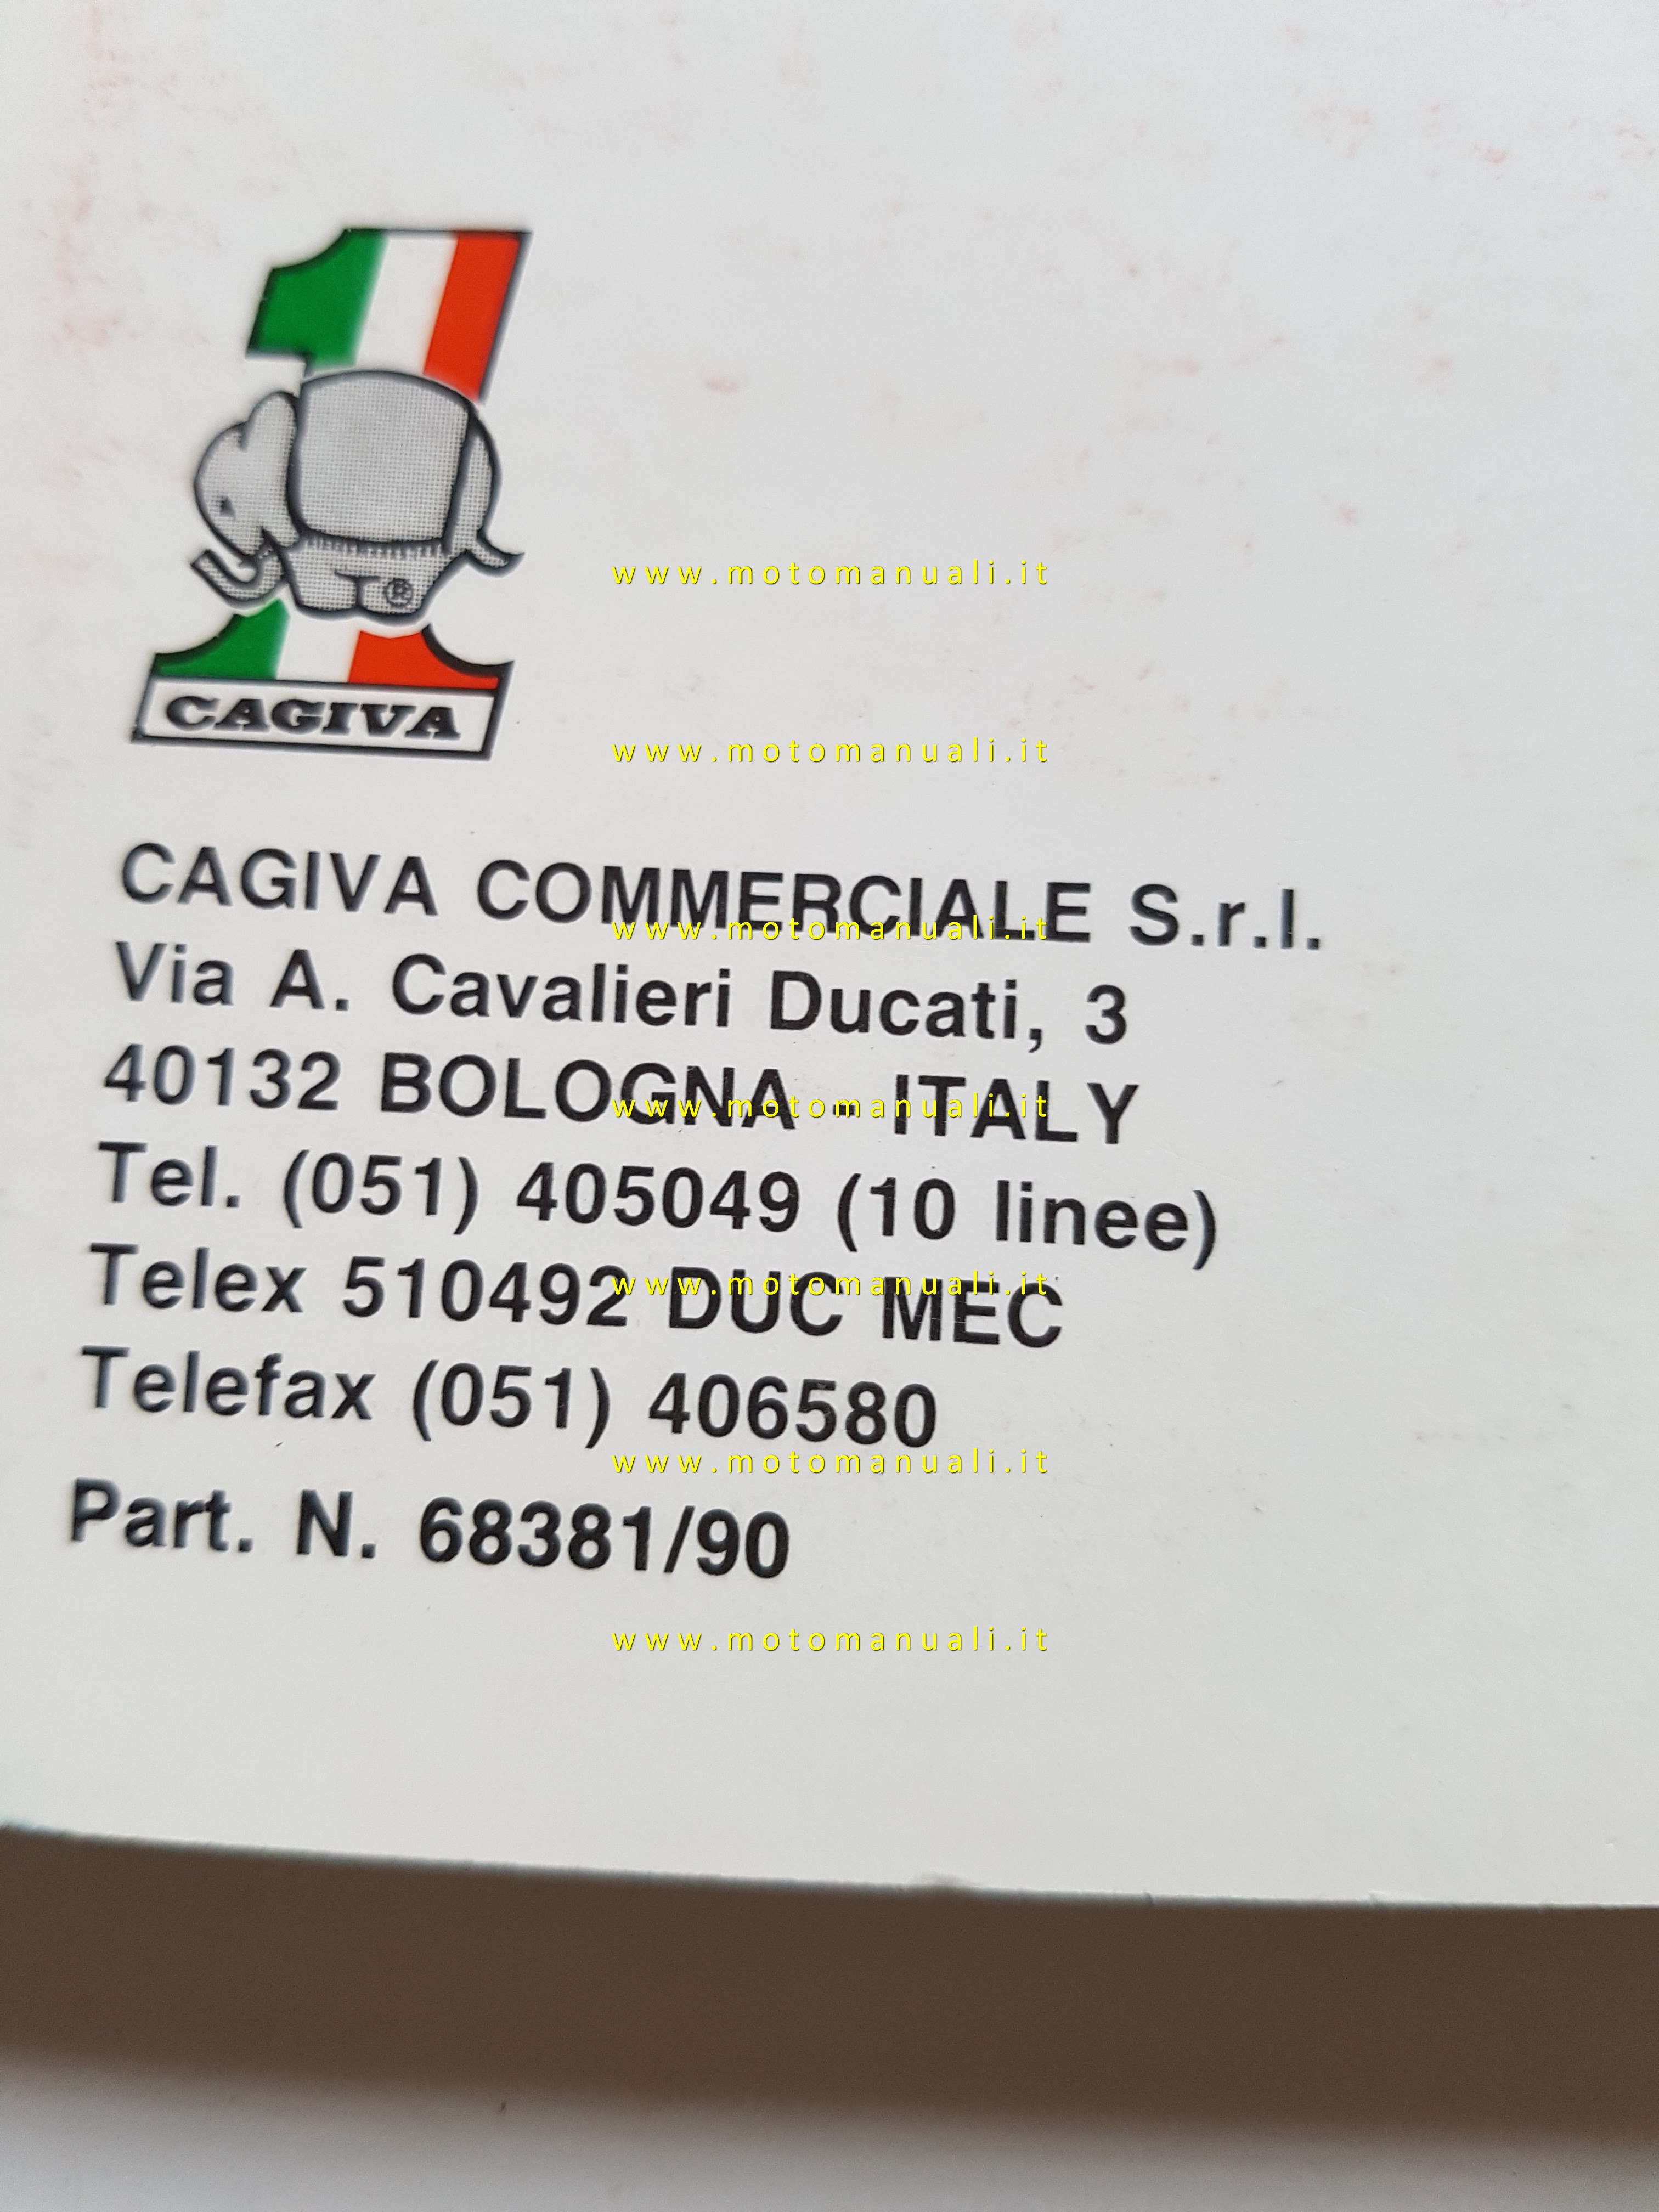 ®
CAGIVA
www.motomanuali.it
www.motomanuali.it
CAGIVA COMMERCIALE S.r.l.
www.motomanuali.it
Via A. Cavalieri Ducati, 3
40132 BOLOGNA - ITALY
www.motomanuali.it
Tel. (051) 405049 (10 linee)
Telex 510492 DUC MEC
www.motomanuali.it
Telefax (051) 406580
www.motomanuali.it
Part. N. 68381/90
www.motomanuali.it